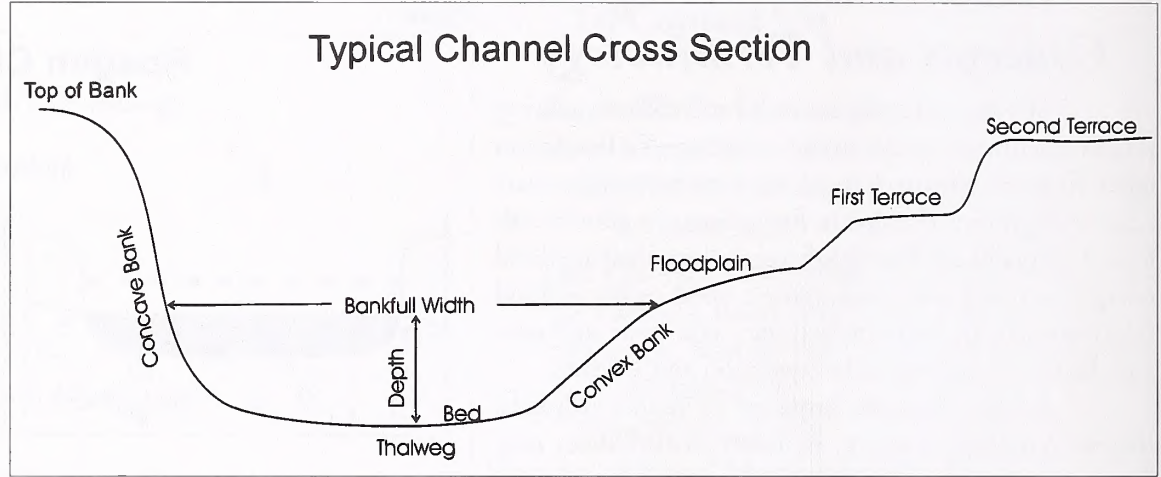 Typical Channel Cross Section
Top of Bank
Second Terrace
First Terrace
Floodplain
Concave Bank
Bankfull Width
Depth
Convex Bank
Bed
Thalweg